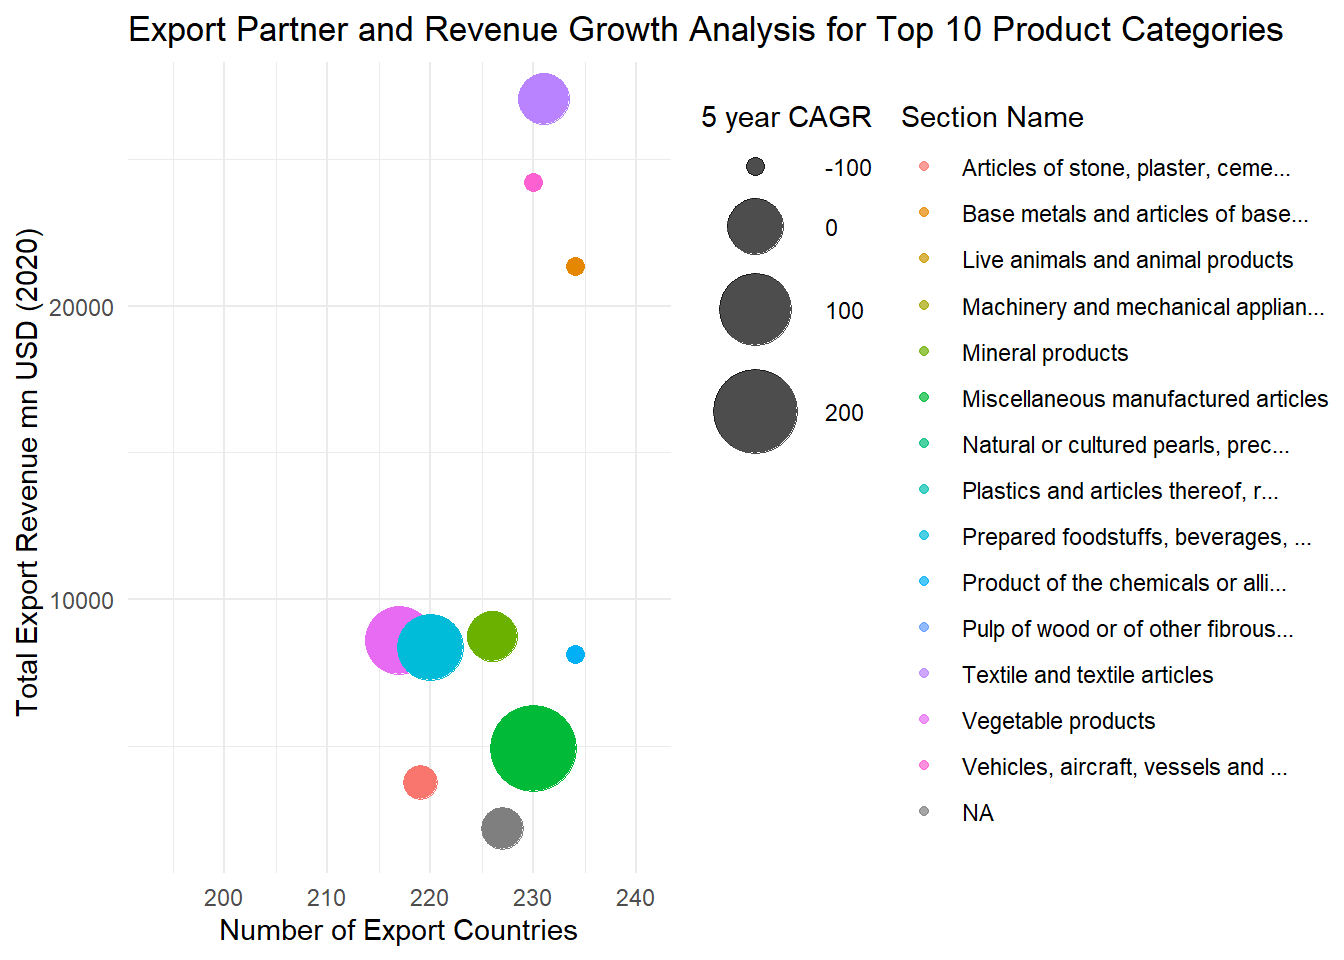 Export Partner and Revenue Growth Analysis for Top 10 Product Categories
Total Export Revenue mn USD (2020)
20000
10000
200
210
220
230
240
Number of Export Countries
5 year CAGR
-100
0
100
200
Section Name
Articles of stone, plaster, ceme...
Base metals and articles of base...
Live animals and animal products
Machinery and mechanical applian...
Mineral products
Miscellaneous manufactured articles
Natural or cultured pearls, prec...
Plastics and articles thereof, r...
Prepared foodstuffs, beverages, ...
Product of the chemicals or alli...
Pulp of wood or of other fibrous...
Textile and textile articles
Vegetable products
Vehicles, aircraft, vessels and ...
NA